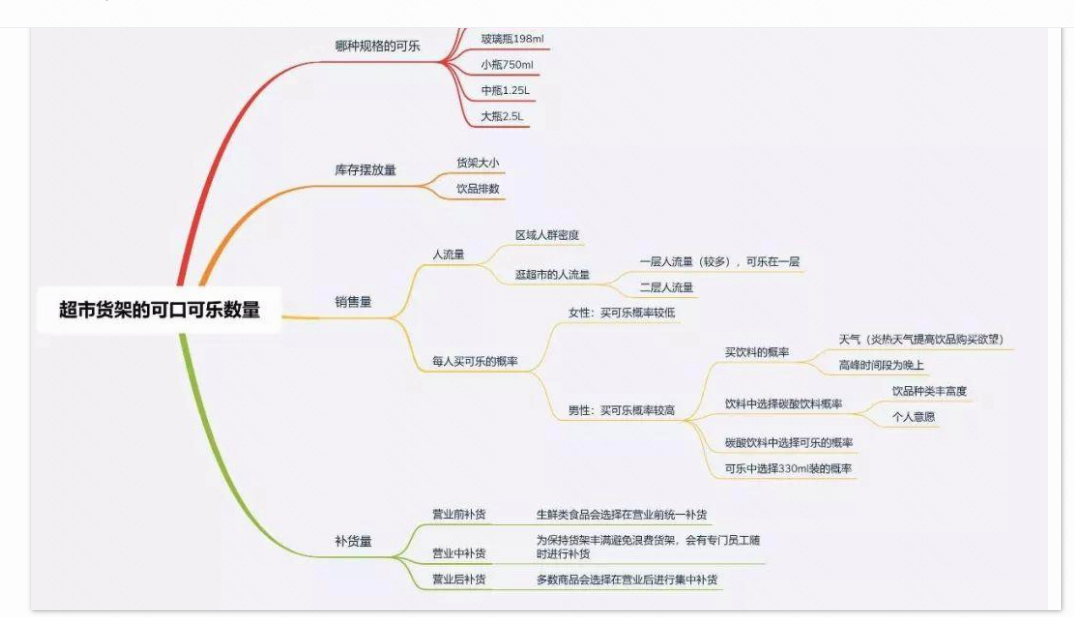 哪种规格的可乐
玻璃瓶198ml
小瓶750ml
中瓶1.25L
大瓶2.5L
库存摆放量
货架大小
饮品排数
超市货架的可口可乐数量
销售量
人流量
区域人群密度
逛超市的人流量
一层人流量（较多），可乐在一层
二层人流量
每人买可乐的概率
女性：买可乐概率较低
男性：买可乐概率较高
买饮料的概率
天气（炎热天气提高饮品购买欲望）
高峰时间段为晚上
饮料中选择碳酸饮料概率
饮品种类丰富度
个人意愿
碳酸饮料中选择可乐的概率
可乐中选择330ml装的概率
补货量
营业前补货
生鲜类食品会选择在营业前统一补货
营业中补货
为保持货架丰满避免浪费货架，会有专门员工随
时进行补货
营业后补货
多数商品会选择在营业后进行集中补货